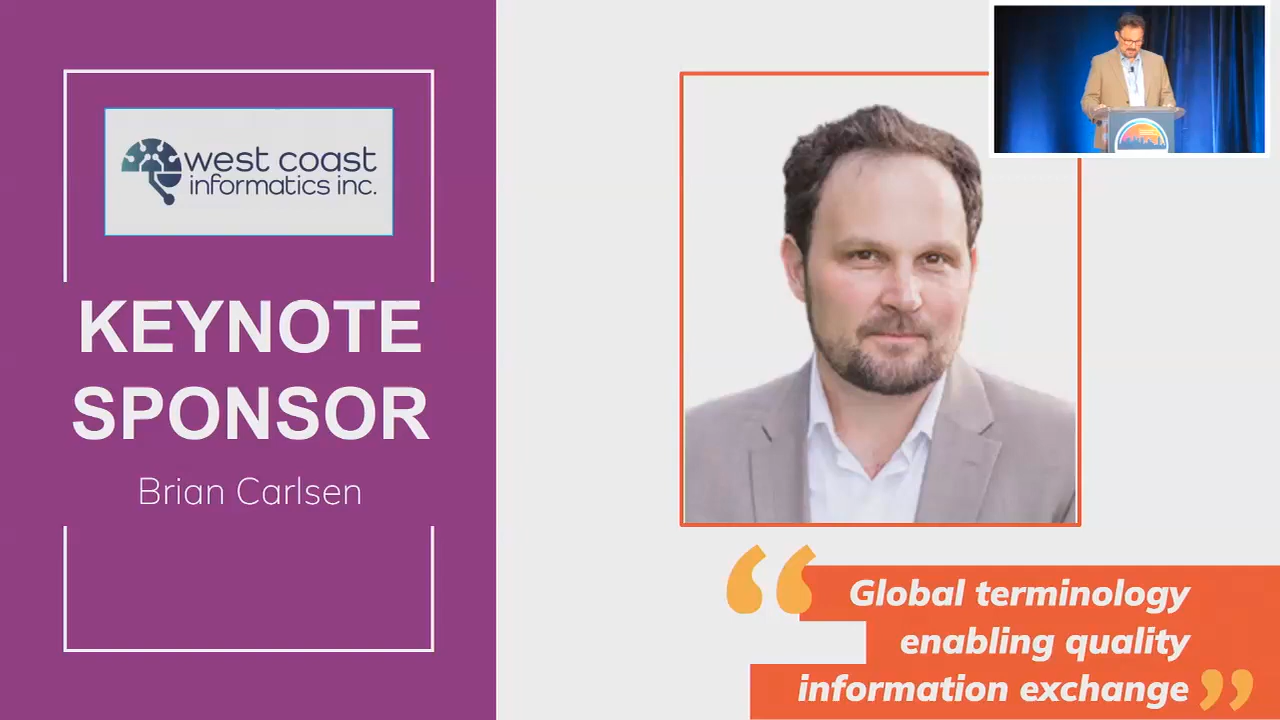 west coast
informatics inc.
KEYNOTE
SPONSOR
Brian Carlsen
“ Global terminology
enabling quality
information exchange ”